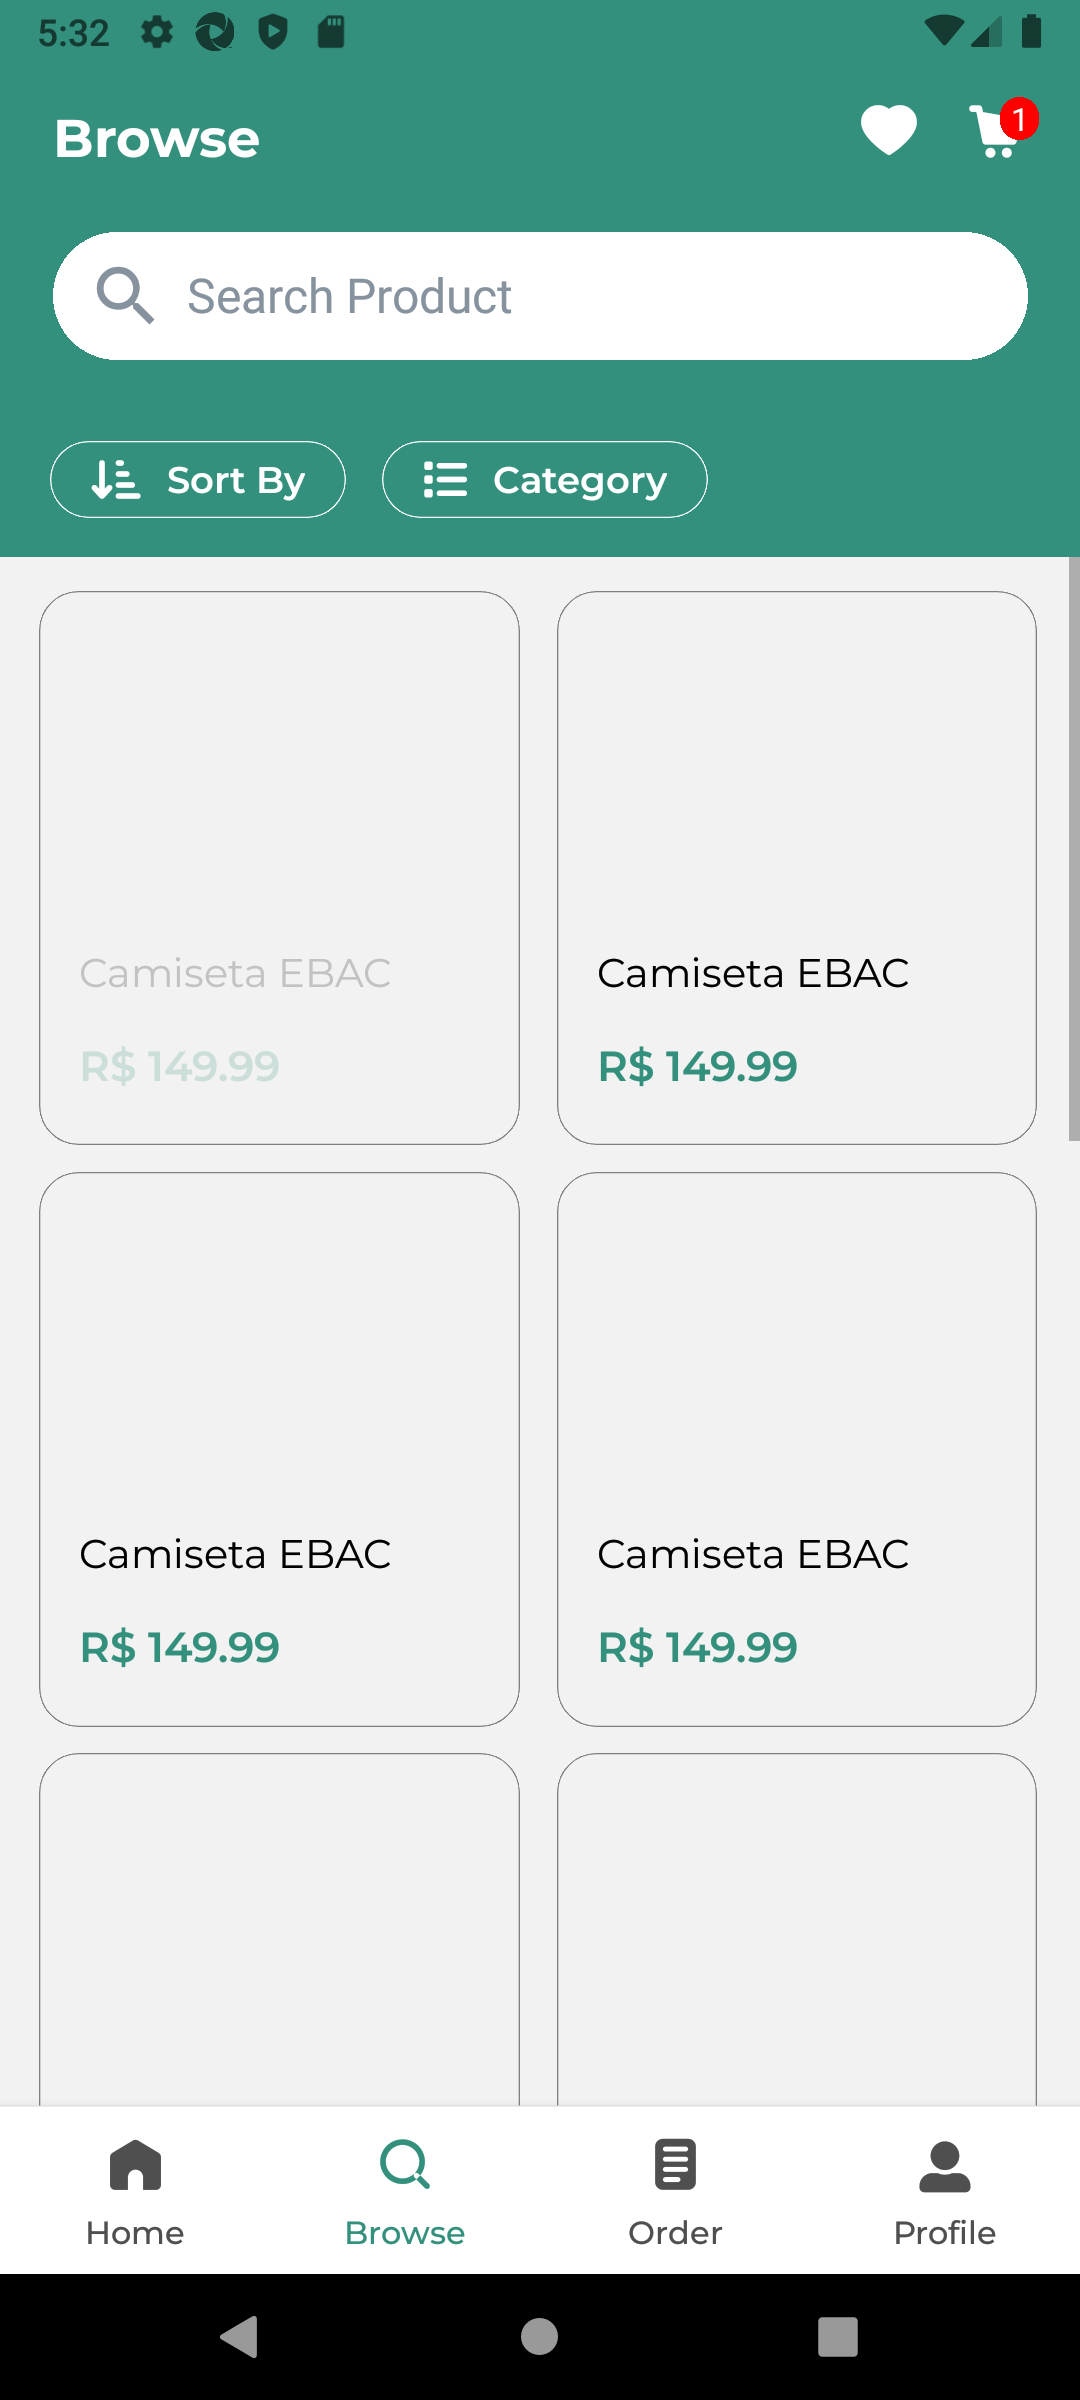 5:32
Browse
1
Search Product
Sort By
Category
Camiseta EBAC
Camiseta EBAC
R$ 149.99
R$ 149.99
Camiseta EBAC
Camiseta EBAC
R$ 149.99
R$ 149.99
Home
Browse
Order
Profile